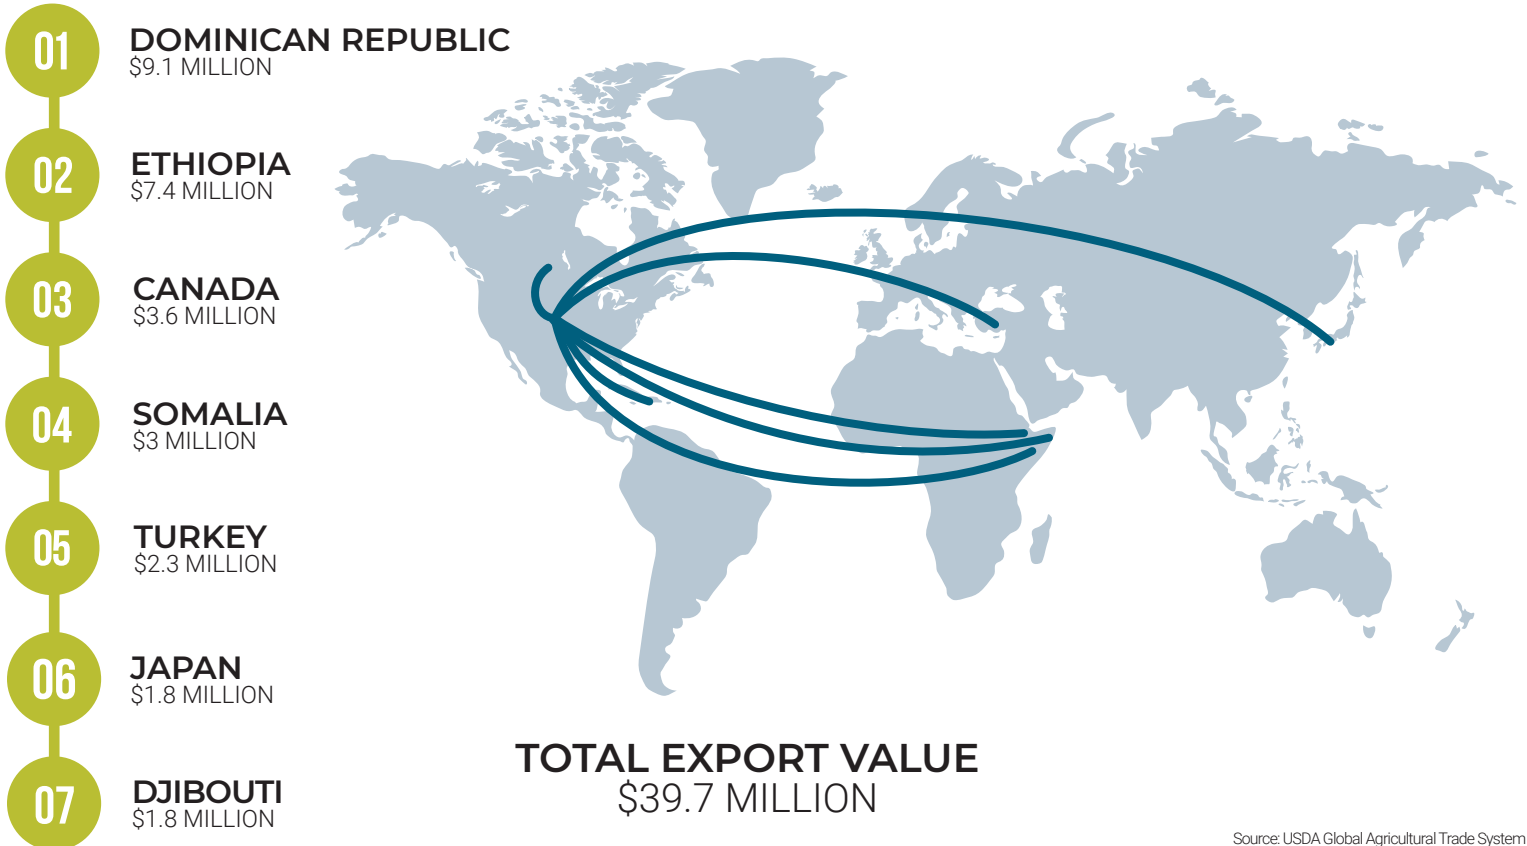 01
DOMINICAN REPUBLIC
$9.1 MILLION
02
ETHIOPIA
$7.4 MILLION
03
CANADA
$3.6 MILLION
04
SOMALIA
$3 MILLION
05
TURKEY
$2.3 MILLION
06
JAPAN
$1.8 MILLION
07
DJIBOUTI
$1.8 MILLION
TOTAL EXPORT VALUE
$39.7 MILLION
Source: USDA Global Agricultural Trade System